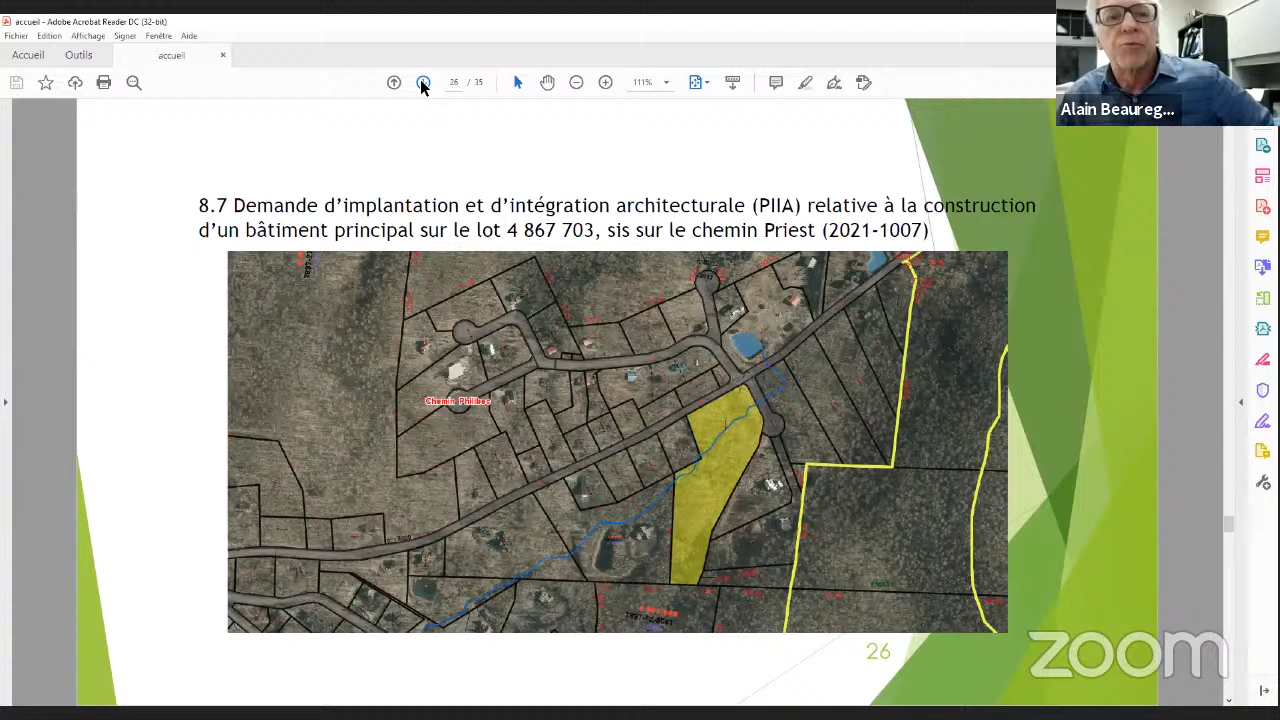 accueil - Adobe Acrobat Reader DC (32-bit)
Fichier Edition Affichage Signer Fenêtre Aide
Accueil Outils accueil ×
26 / 35 111%
Alain Beaureg...
8.7 Demande d'implantation et d'intégration architecturale (PIIA) relative à la construction
d'un bâtiment principal sur le lot 4 867 703, sis sur le chemin Priest (2021-1007)
Chemin Philibec
26
zoom